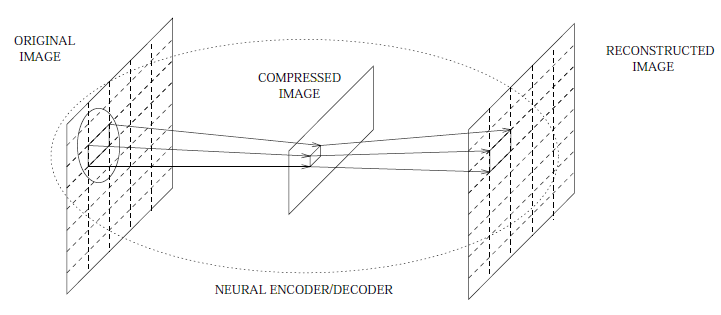 ORIGINAL
IMAGE
COMPRESSED
IMAGE
RECONSTRUCTED
IMAGE
NEURAL ENCODER/DECODER